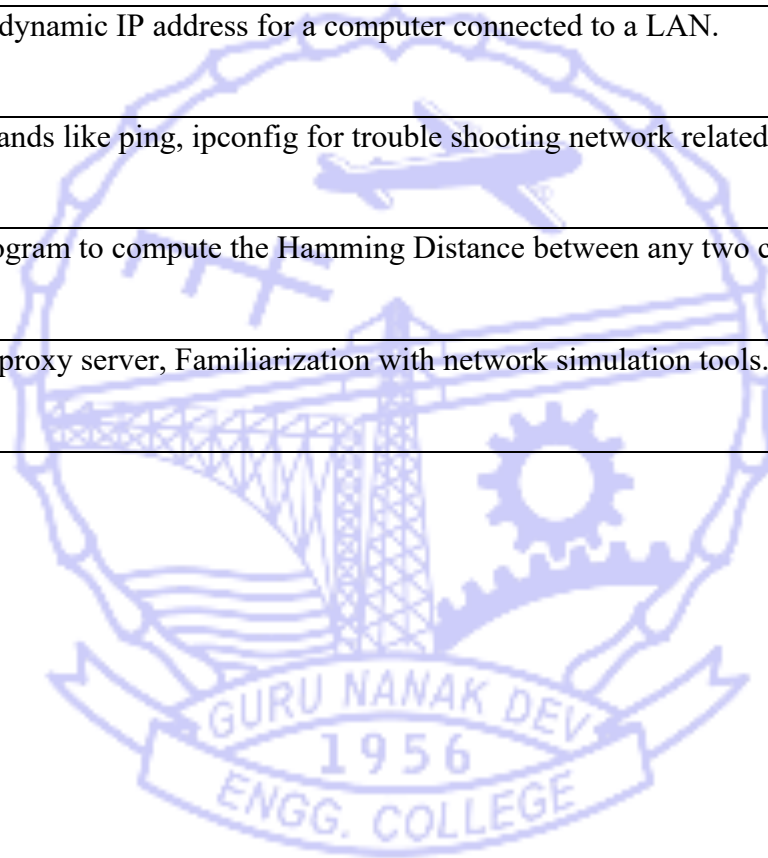 dynamic IP address for a computer connected to a LAN.
ands like ping, ipconfig for trouble shooting network related
ogram to compute the Hamming Distance between any two c
proxy server, Familiarization with network simulation tools.
GURU NANAK DEV
1956
ENGG. COLLEGE